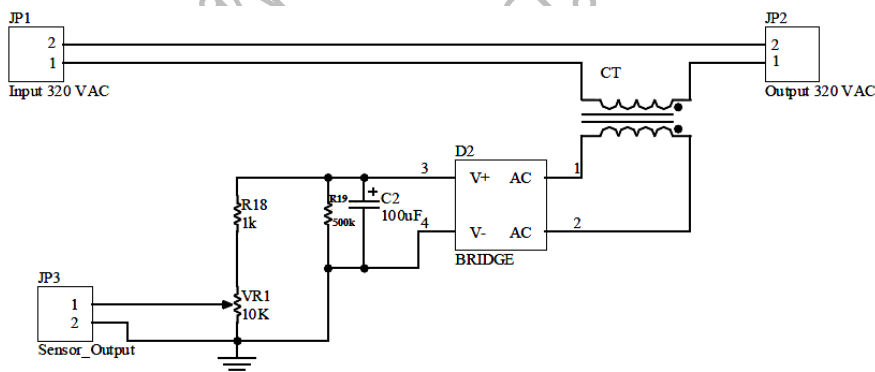 JP1
2
1
Input 320 VAC
JP2
2
1
Output 320 VAC
CT
D2
3
V+
AC
1
4
V-
AC
2
BRIDGE
R18
1k
R19
500k
C2
100uF
+
JP3
1
2
Sensor_Output
VR1
10K